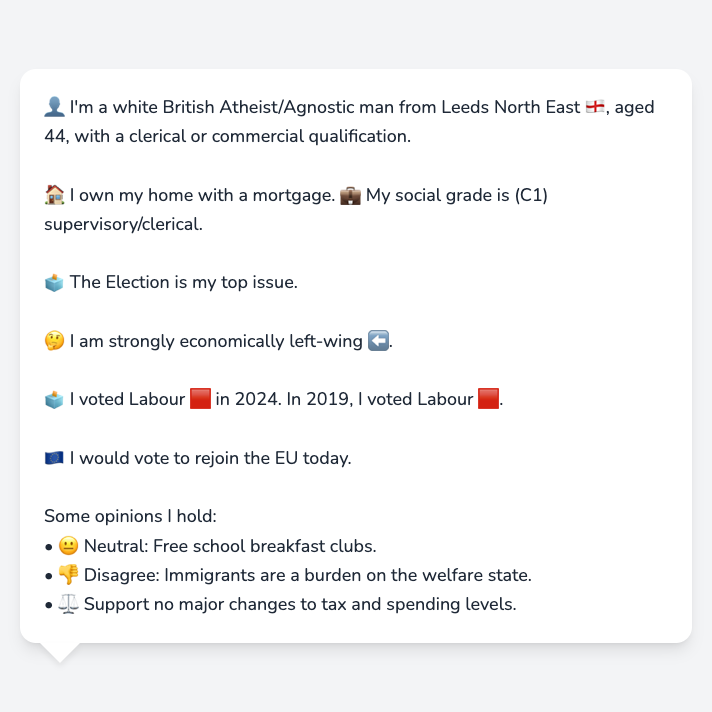 👤 I'm a white British Atheist/Agnostic man from Leeds North East 🏴󠁧󠁢󠁥󠁮󠁧󠁿, aged
44, with a clerical or commercial qualification.
🏠 I own my home with a mortgage. 💼 My social grade is (C1)
supervisory/clerical.
🗳️ The Election is my top issue.
🤔 I am strongly economically left-wing ⬅️.
🗳️ I voted Labour 🟥 in 2024. In 2019, I voted Labour 🟥.
🇪🇺 I would vote to rejoin the EU today.
Some opinions I hold:
• 😐 Neutral: Free school breakfast clubs.
• 👎 Disagree: Immigrants are a burden on the welfare state.
• ⚖️ Support no major changes to tax and spending levels.